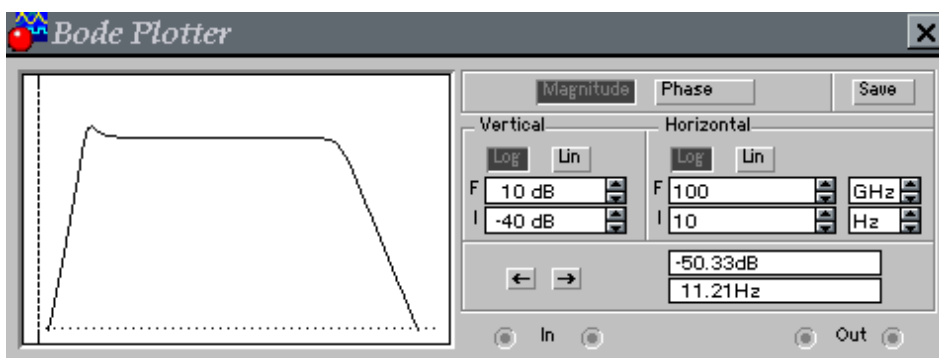 Bode Plotter
Magnitude Phase Save
Vertical Horizontal
Log Lin Log Lin
F 10 dB F 100 GHz
I -40 dB I 10 Hz
← → -50.33dB
11.21Hz
In Out